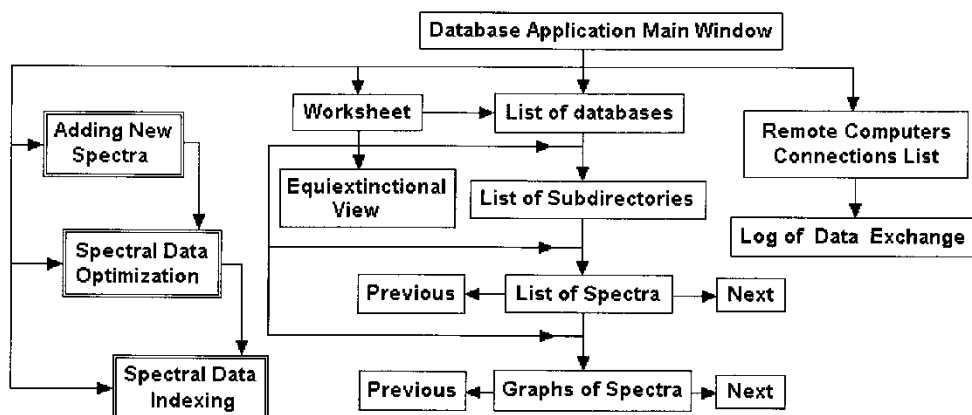 Database Application Main Window
Worksheet
List of databases
Adding New
Spectra
Remote Computers
Connections List
Equiextinctional
View
List of Subdirectories
Log of Data Exchange
Spectral Data
Optimization
Previous
List of Spectra
Next
Spectral Data
Indexing
Previous
Graphs of Spectra
Next